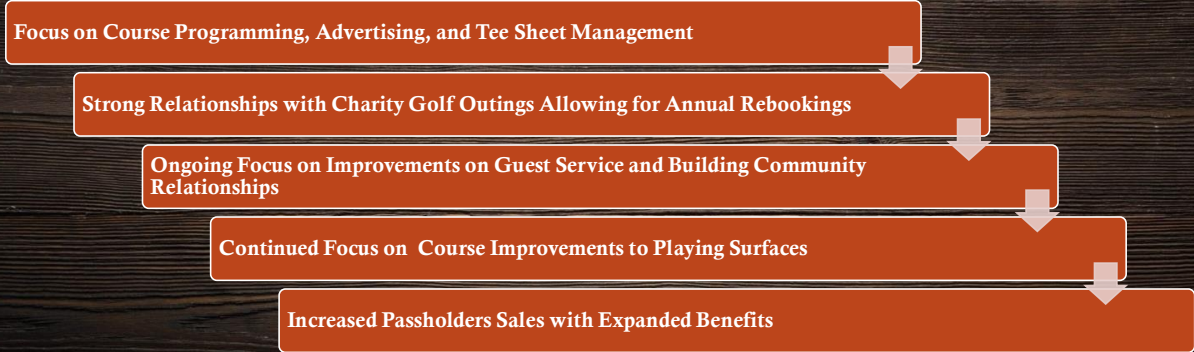 Focus on Course Programming, Advertising, and Tee Sheet Management
Strong Relationships with Charity Golf Outings Allowing for Annual Rebookings
Ongoing Focus on Improvements on Guest Service and Building Community
Relationships
Continued Focus on  Course Improvements to Playing Surfaces
Increased Passholders Sales with Expanded Benefits